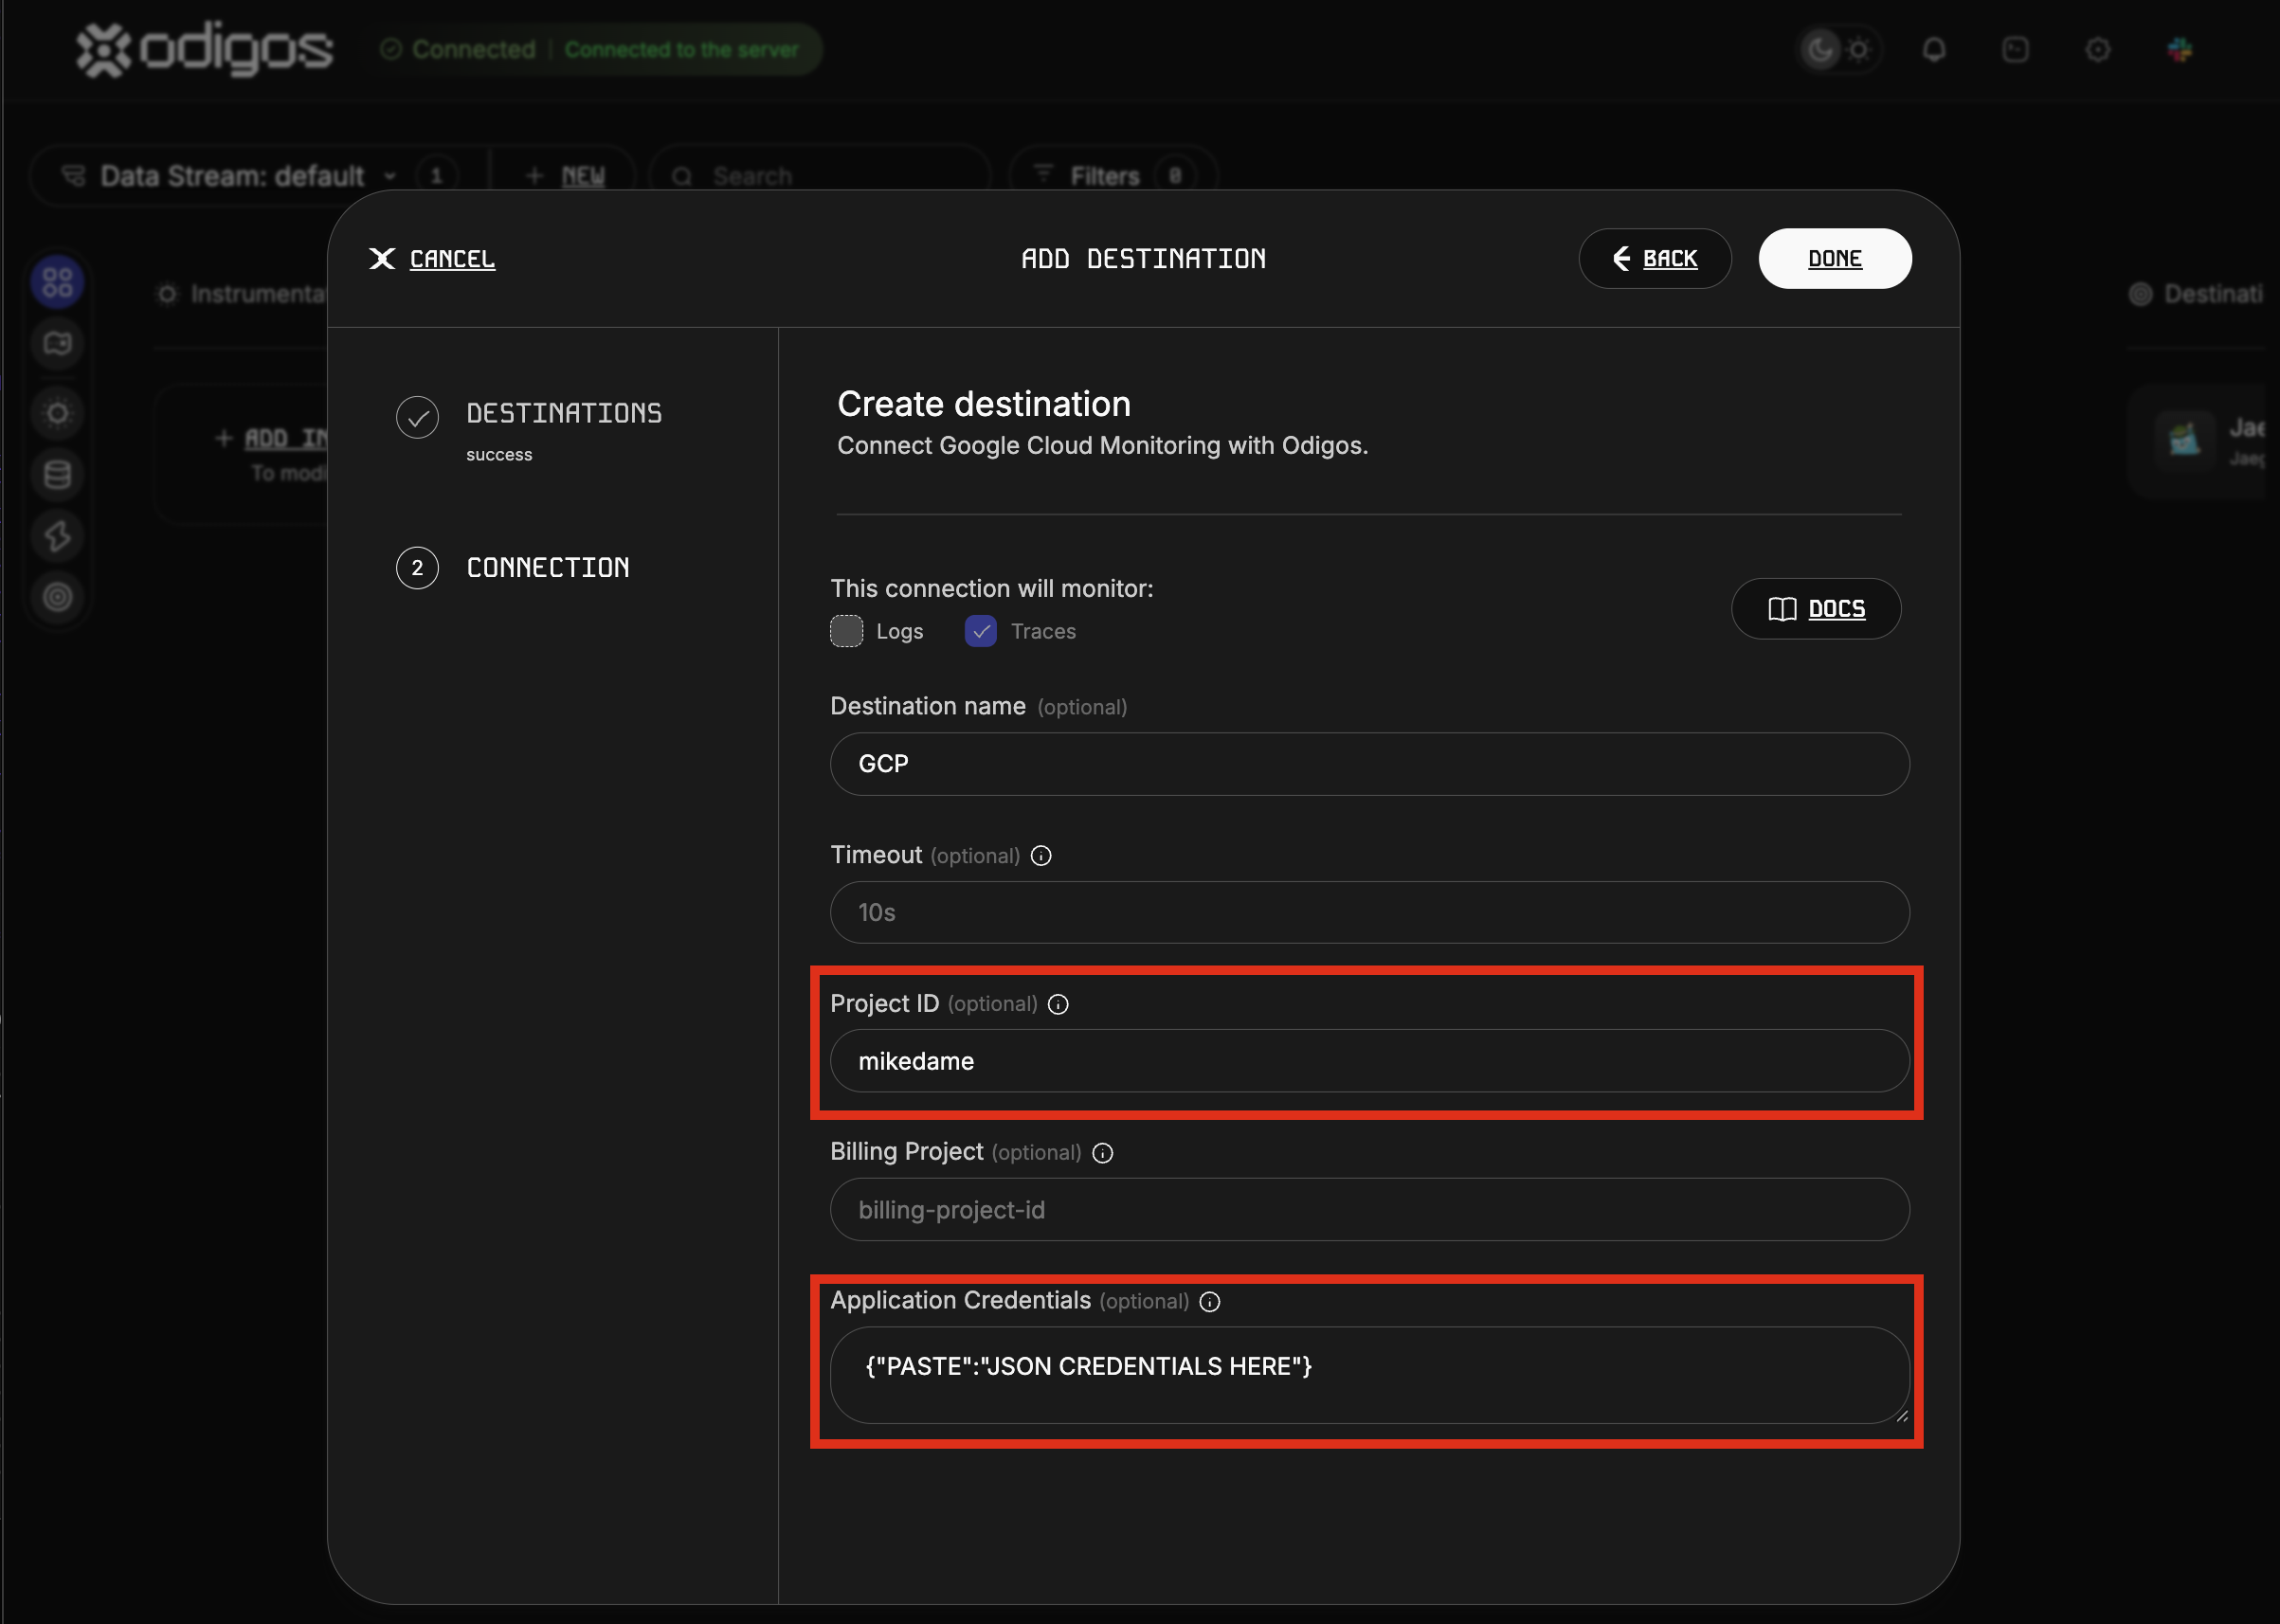 odigos
Connected | Connected to the server
Data Stream: default 1
+ NEW
Search
Filters 0
CANCEL
ADD DESTINATION
BACK
DONE
Instrumentat
Destinati
+ ADD IN
To modi
Jae
Jaeg
DESTINATIONS
success
2 CONNECTION
Create destination
Connect Google Cloud Monitoring with Odigos.
This connection will monitor:
Logs Traces
DOCS
Destination name (optional)
GCP
Timeout (optional)
10s
Project ID (optional)
mikedame
Billing Project (optional)
billing-project-id
Application Credentials (optional)
{"PASTE":"JSON CREDENTIALS HERE"}